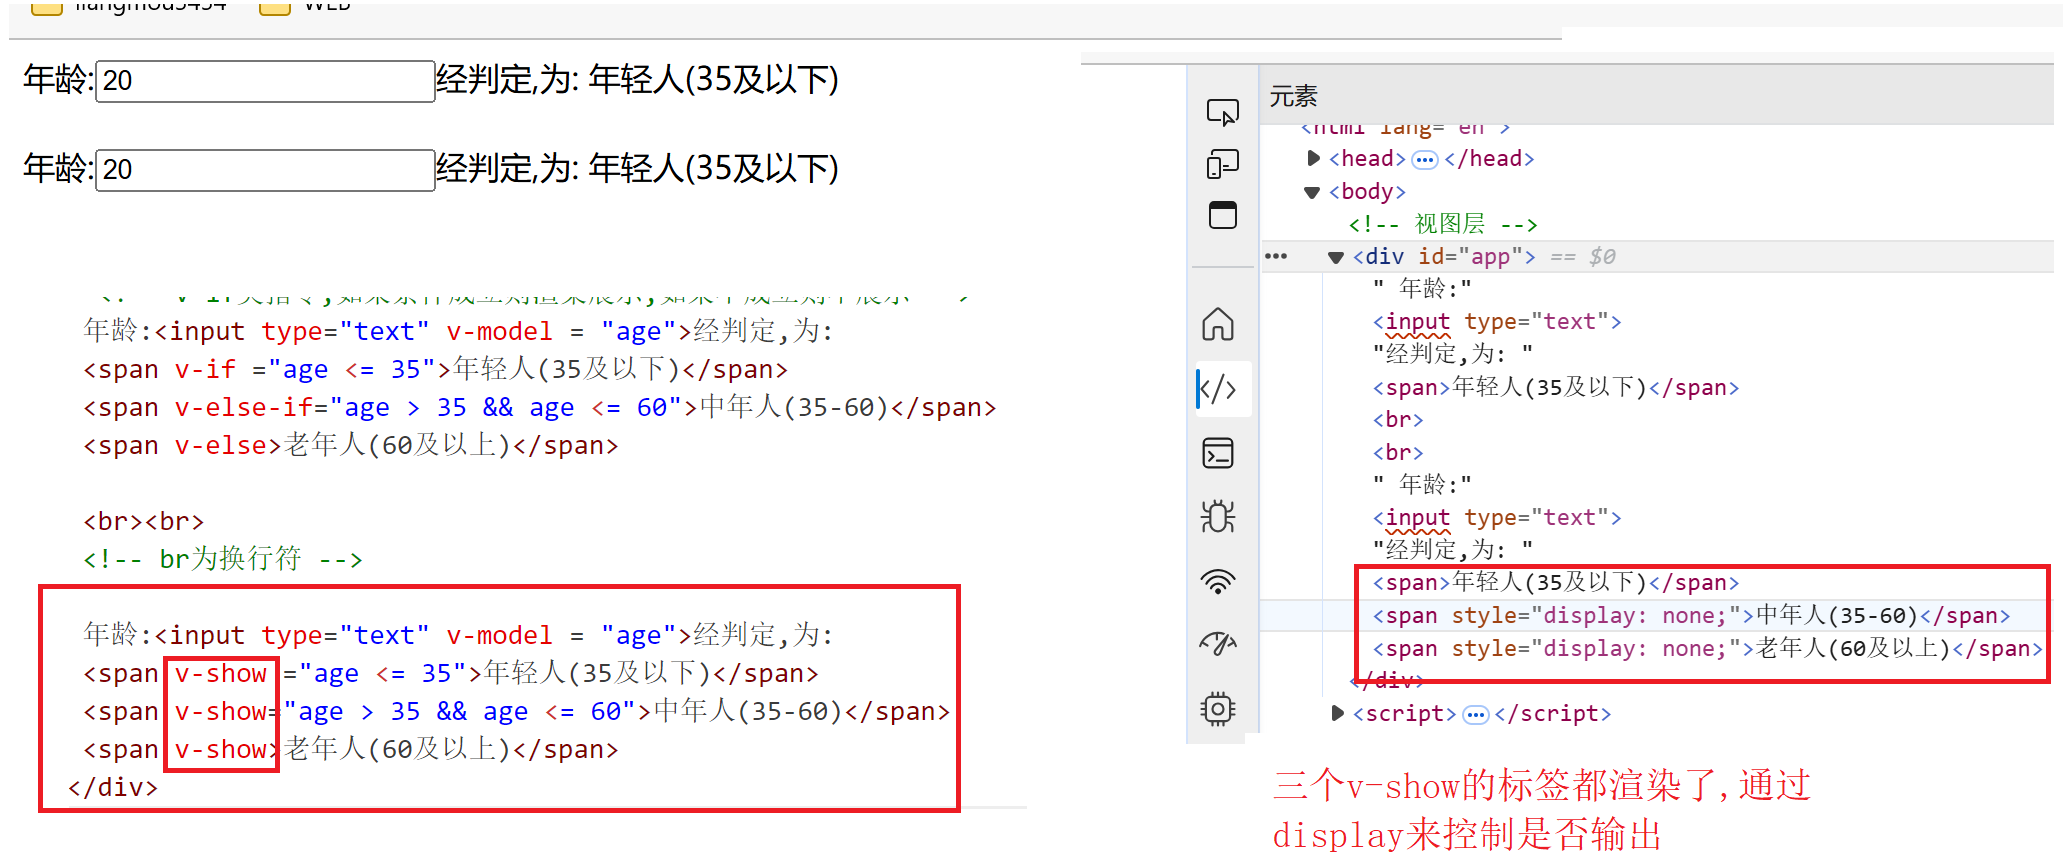 年龄:20经判定,为: 年轻人(35及以下)
年龄:20经判定,为: 年轻人(35及以下)
年龄:<input type="text" v-model = "age">经判定,为:
<span v-if ="age <= 35">年轻人(35及以下)</span>
<span v-else-if="age > 35 && age <= 60">中年人(35-60)</span>
<span v-else>老年人(60及以上)</span>
<br><br>
<!-- br为换行符 -->
年龄:<input type="text" v-model = "age">经判定,为:
<span v-show ="age <= 35">年轻人(35及以下)</span>
<span v-show="age > 35 && age <= 60">中年人(35-60)</span>
<span v-show>老年人(60及以上)</span>
</div>
元素
<html lang="en">
<head>…</head>
<body>
<!-- 视图层 -->
<div id="app"> == $0
" 年龄:"
<input type="text">
"经判定,为: "
<span>年轻人(35及以下)</span>
<br>
<br>
" 年龄:"
<input type="text">
"经判定,为: "
<span>年轻人(35及以下)</span>
<span style="display: none;">中年人(35-60)</span>
<span style="display: none;">老年人(60及以上)</span>
</div>
<script>…</script>
三个v-show的标签都渲染了,通过
display来控制是否输出